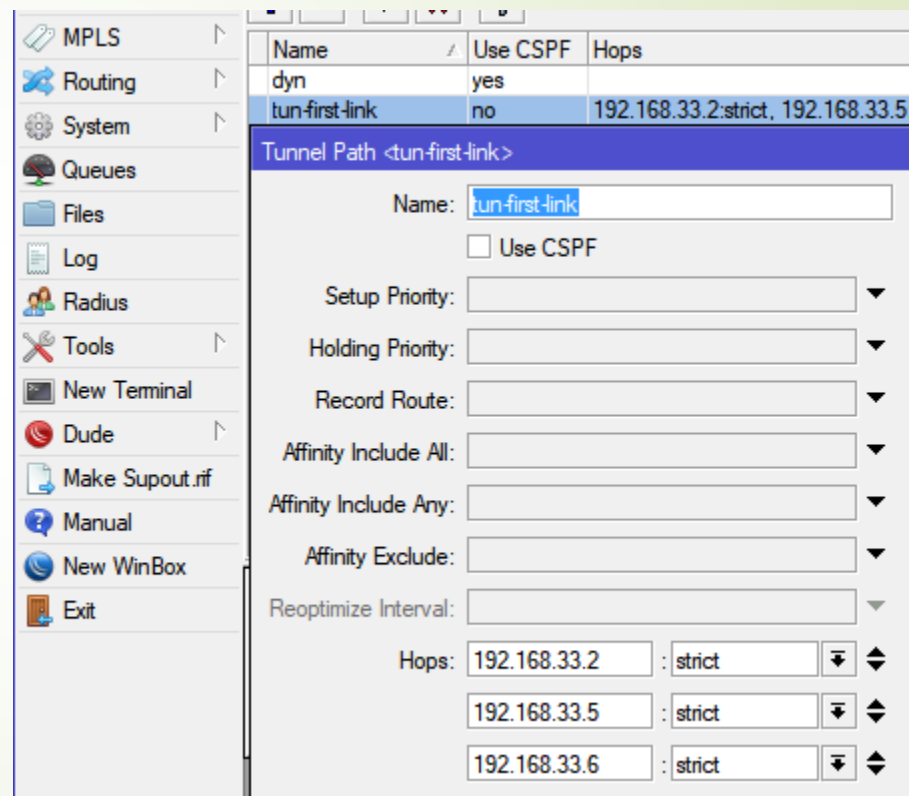 MPLS
Routing
System
Queues
Files
Log
Radius
Tools
New Terminal
Dude
Make Supout.rif
Manual
New WinBox
Exit
Name Use CSPF Hops
dyn yes
tun-first-link no 192.168.33.2:strict, 192.168.33.5
Tunnel Path <tun-first-link>
Name: tun-first-link
Use CSPF
Setup Priority:
Holding Priority:
Record Route:
Affinity Include All:
Affinity Include Any:
Affinity Exclude:
Reoptimize Interval:
Hops: 192.168.33.2 : strict
192.168.33.5 : strict
192.168.33.6 : strict